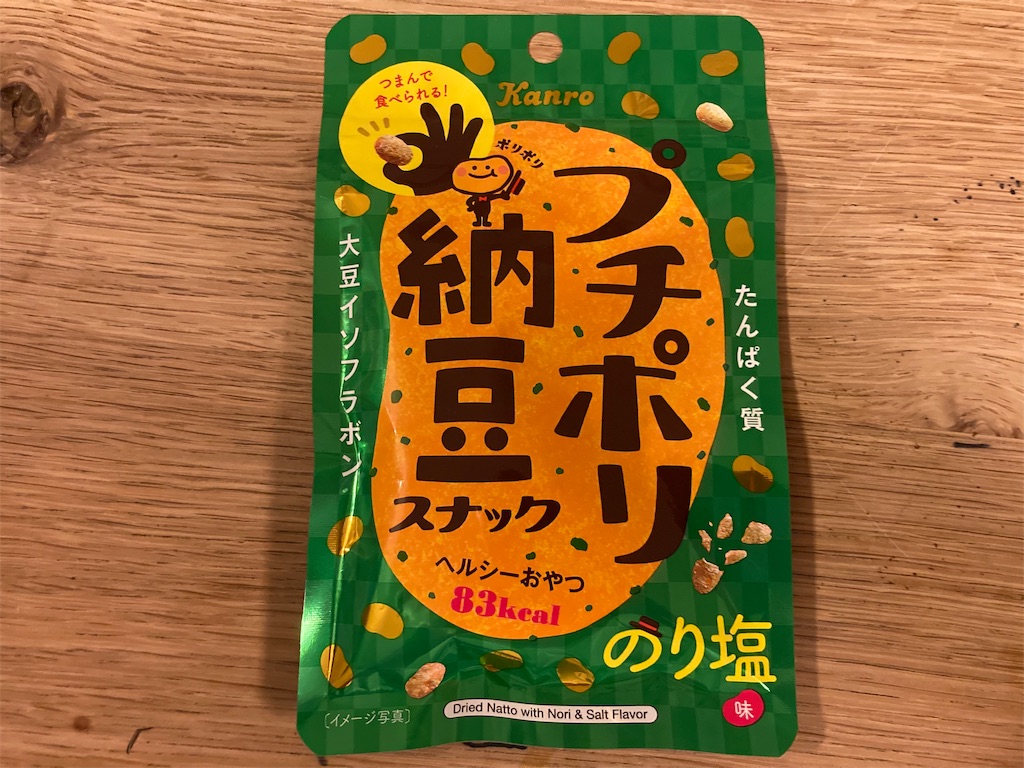 Kanro
つまんで
食べられる!
ポリポリ
プチポリ
納豆
スナック
大豆イソフラボン
たんぱく質
ヘルシーおやつ
83kcal
のり塩
味
Dried Natto with Nori & Salt Flavor
〔イメージ写真〕